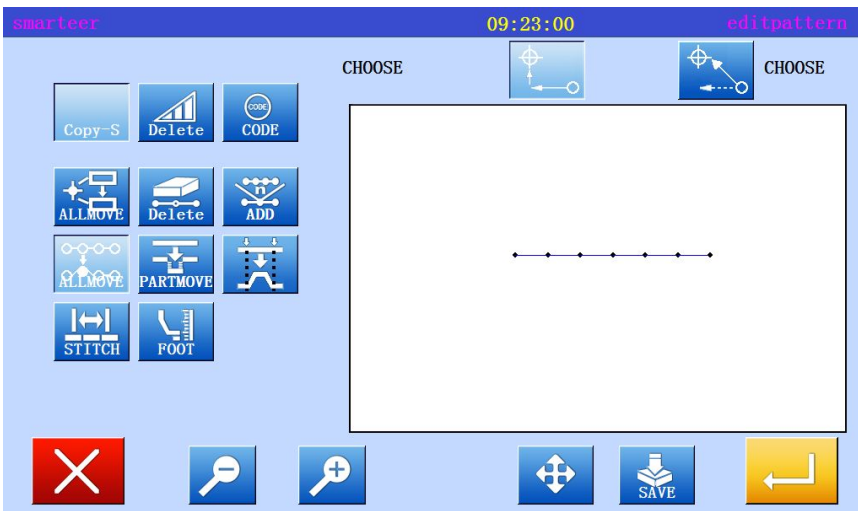 smarteer 09:23:00 editpattern
CHOOSE CHOOSE
Copy-S Delete CODE CODE
ALLMOVE Delete n ADD
ALLMOVE PARTMOVE
STITCH FOOT
SAVE